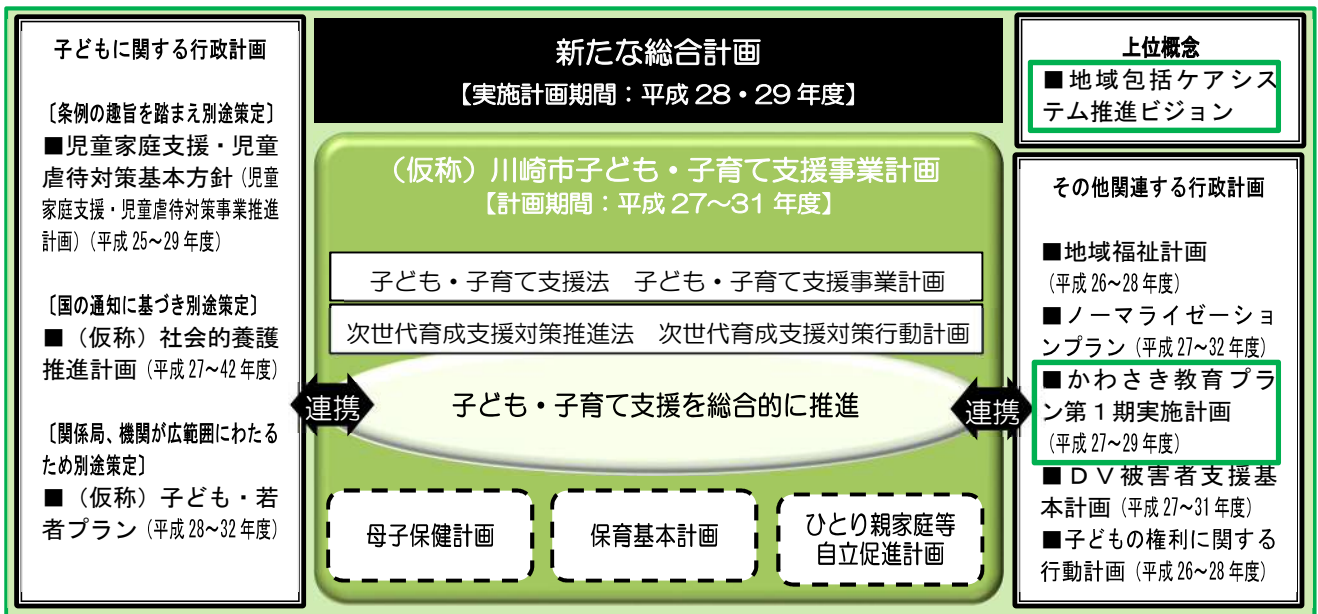 子どもに関する行政計画
〔条例の趣旨を踏まえ別途策定〕
■児童家庭支援・児童
虐待対策基本方針（児童
家庭支援・児童虐待対策事業推進
計画）（平成25～29年度）
〔国の通知に基づき別途策定〕
■（仮称）社会的養護
推進計画（平成27～42年度）
〔関係局、機関が広範囲にわたる
ため別途策定〕
■（仮称）子ども・若
者プラン（平成28～32年度）
新たな総合計画
【実施計画期間：平成28・29年度】
（仮称）川崎市子ども・子育て支援事業計画
【計画期間：平成27～31年度】
子ども・子育て支援法　子ども・子育て支援事業計画
次世代育成支援対策推進法　次世代育成支援対策行動計画
連携
子ども・子育て支援を総合的に推進
連携
母子保健計画
保育基本計画
ひとり親家庭等
自立促進計画
上位概念
■地域包括ケアシス
テム推進ビジョン
その他関連する行政計画
■地域福祉計画
（平成26～28年度）
■ノーマライゼーショ
ンプラン（平成27～32年度）
■かわさき教育プラ
ン第１期実施計画
（平成27～29年度）
■ＤＶ被害者支援基
本計画（平成27～31年度）
■子どもの権利に関する
行動計画（平成26～28年度）